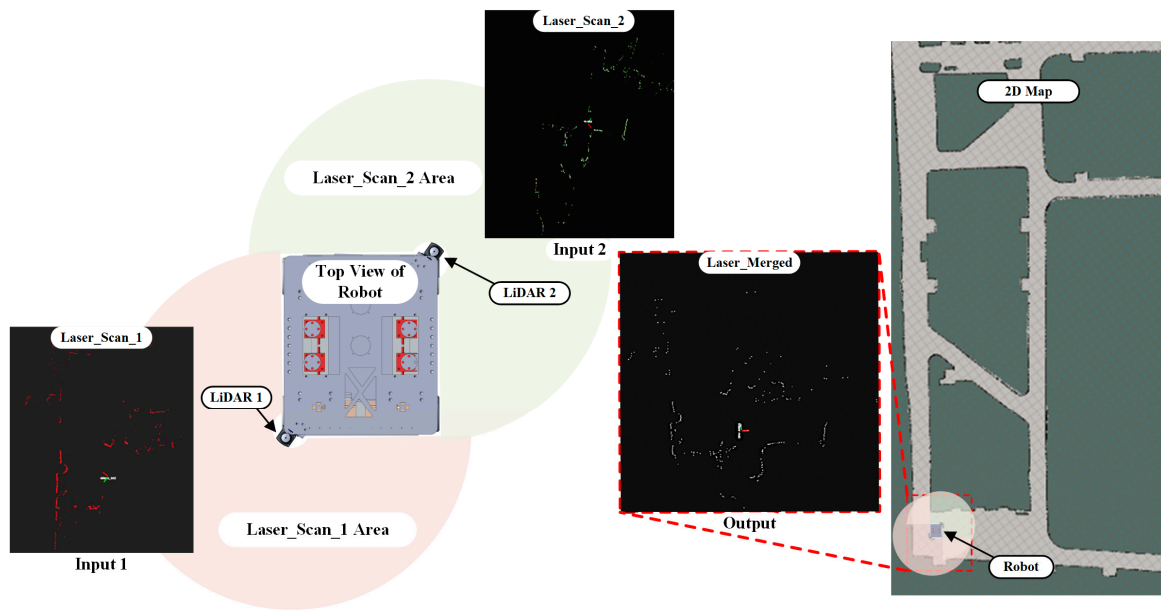 Laser_Scan_2
2D Map
Laser_Scan_2 Area
Input 2
Top View of
Robot
Laser_Merged
LiDAR 2
Laser_Scan_1
LiDAR 1
Laser_Scan_1 Area
Output
Input 1
Robot